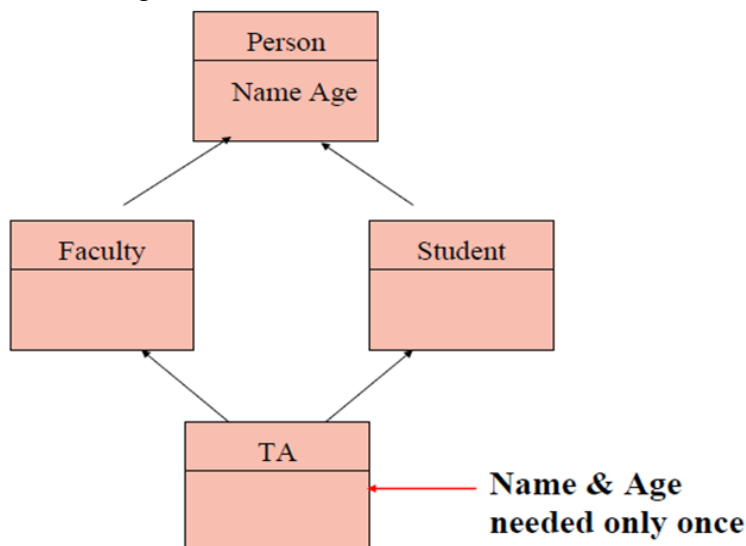 Person
Name Age
Faculty
Student
TA
Name & Age
needed only once